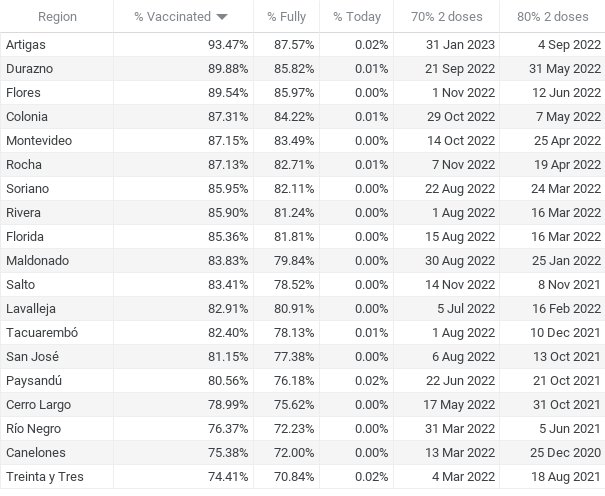 Region % Vaccinated % Fully % Today 70% 2 doses 80% 2 doses
Artigas 93.47% 87.57% 0.02% 31 Jan 2023 4 Sep 2022
Durazno 89.88% 85.82% 0.01% 21 Sep 2022 31 May 2022
Flores 89.54% 85.97% 0.00% 1 Nov 2022 12 Jun 2022
Colonia 87.31% 84.22% 0.01% 29 Oct 2022 7 May 2022
Montevideo 87.15% 83.49% 0.00% 14 Oct 2022 25 Apr 2022
Rocha 87.13% 82.71% 0.01% 7 Nov 2022 19 Apr 2022
Soriano 85.95% 82.11% 0.00% 22 Aug 2022 24 Mar 2022
Rivera 85.90% 81.24% 0.00% 1 Aug 2022 16 Mar 2022
Florida 85.36% 81.81% 0.00% 15 Aug 2022 16 Mar 2022
Maldonado 83.83% 79.84% 0.00% 30 Aug 2022 25 Jan 2022
Salto 83.41% 78.52% 0.00% 14 Nov 2022 8 Nov 2021
Lavalleja 82.91% 80.91% 0.00% 5 Jul 2022 16 Feb 2022
Tacuarembó 82.40% 78.13% 0.01% 1 Aug 2022 10 Dec 2021
San José 81.15% 77.38% 0.00% 6 Aug 2022 13 Oct 2021
Paysandú 80.56% 76.18% 0.02% 22 Jun 2022 21 Oct 2021
Cerro Largo 78.99% 75.62% 0.00% 17 May 2022 31 Oct 2021
Río Negro 76.37% 72.23% 0.00% 31 Mar 2022 5 Jun 2021
Canelones 75.38% 72.00% 0.00% 13 Mar 2022 25 Dec 2020
Treinta y Tres 74.41% 70.84% 0.02% 4 Mar 2022 18 Aug 2021